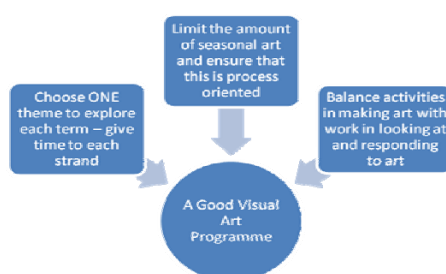 Limit the amount
of seasonal art
and ensure that
this is process
oriented
Choose ONE
theme to explore
each term – give
time to each
strand
Balance activities
in making art with
work in looking at
and responding
to art
A Good Visual
Art
Programme